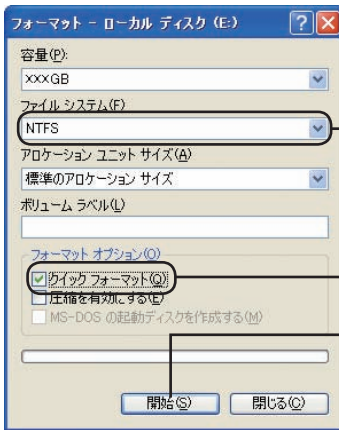 フォーマット - ローカル ディスク (E:)
容量(P):
xxxGB
ファイル システム(F)
NTFS
アロケーション ユニット サイズ(A)
標準のアロケーション サイズ
ボリューム ラベル(L)
フォーマット オプション(O)
クイック フォーマット(Q)
圧縮を有効にする(E)
MS-DOS の起動ディスクを作成する(M)
開始(S)
閉じる(C)